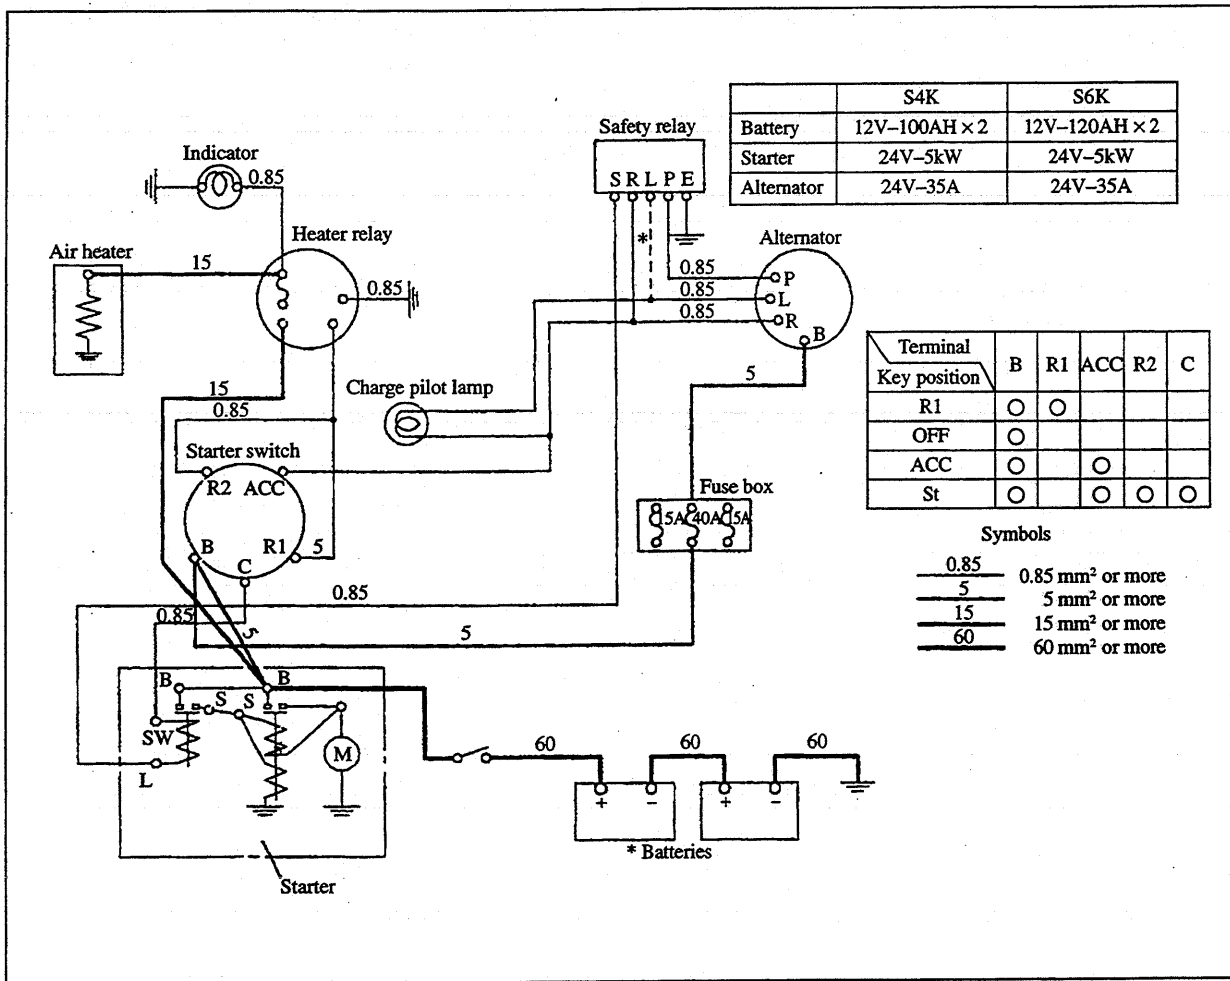 S4K S6K
Battery 12V–100AH × 2 12V–120AH × 2
Starter 24V–5kW 24V–5kW
Alternator 24V–35A 24V–35A
Safety relay
S R L P E
*
Indicator
0.85
Heater relay
Air heater
15
0.85
Alternator
0.85
P
0.85
L
0.85
R
B
5
15
0.85
Charge pilot lamp
Terminal
Key position
B R1 ACC R2 C
R1 O O
OFF O
ACC O O
St O O O O
Starter switch
R2 ACC
B R1 5
C
Fuse box
15A 40A 15A
Symbols
0.85 0.85 mm² or more
5 5 mm² or more
15 15 mm² or more
60 60 mm² or more
0.85
0.85
5
5
B B
S S
SW
L
M
60 60 60
+ − + −
* Batteries
Starter